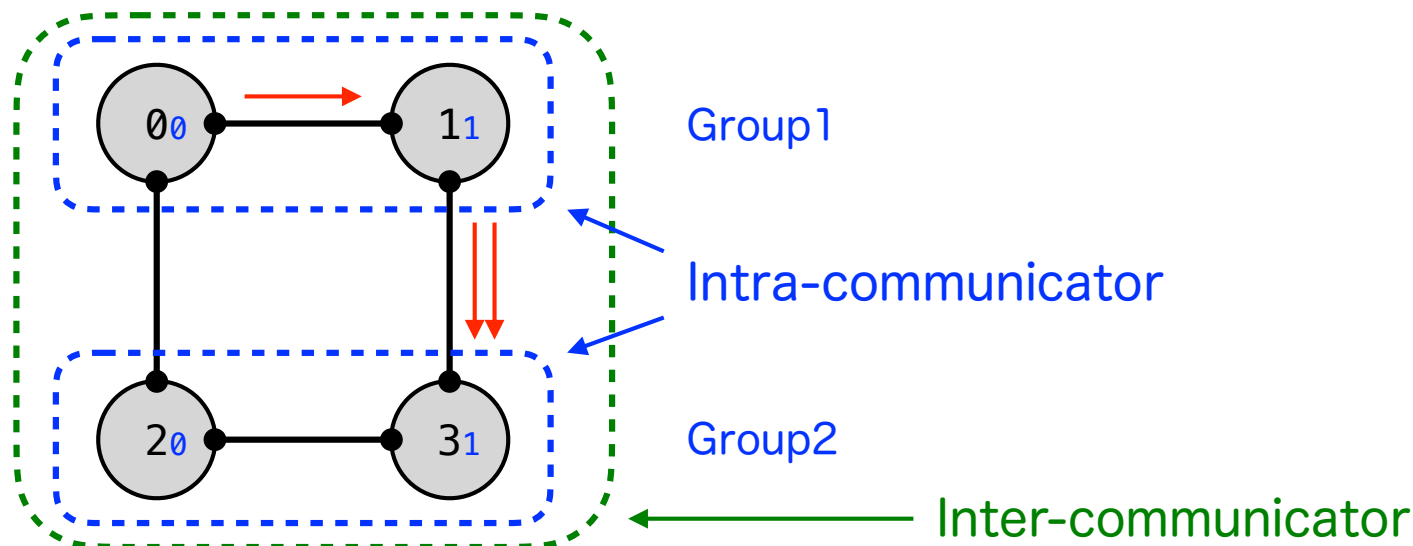 00 11 Group1
Intra-communicator
20 31 Group2
Inter-communicator